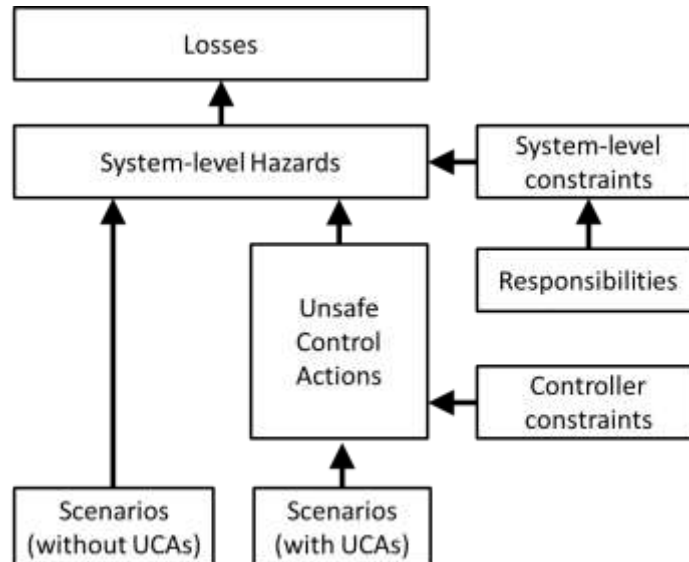 Losses
System-level Hazards
System-level
constraints
Responsibilities
Unsafe
Control
Actions
Controller
constraints
Scenarios
(without UCAs)
Scenarios
(with UCAs)